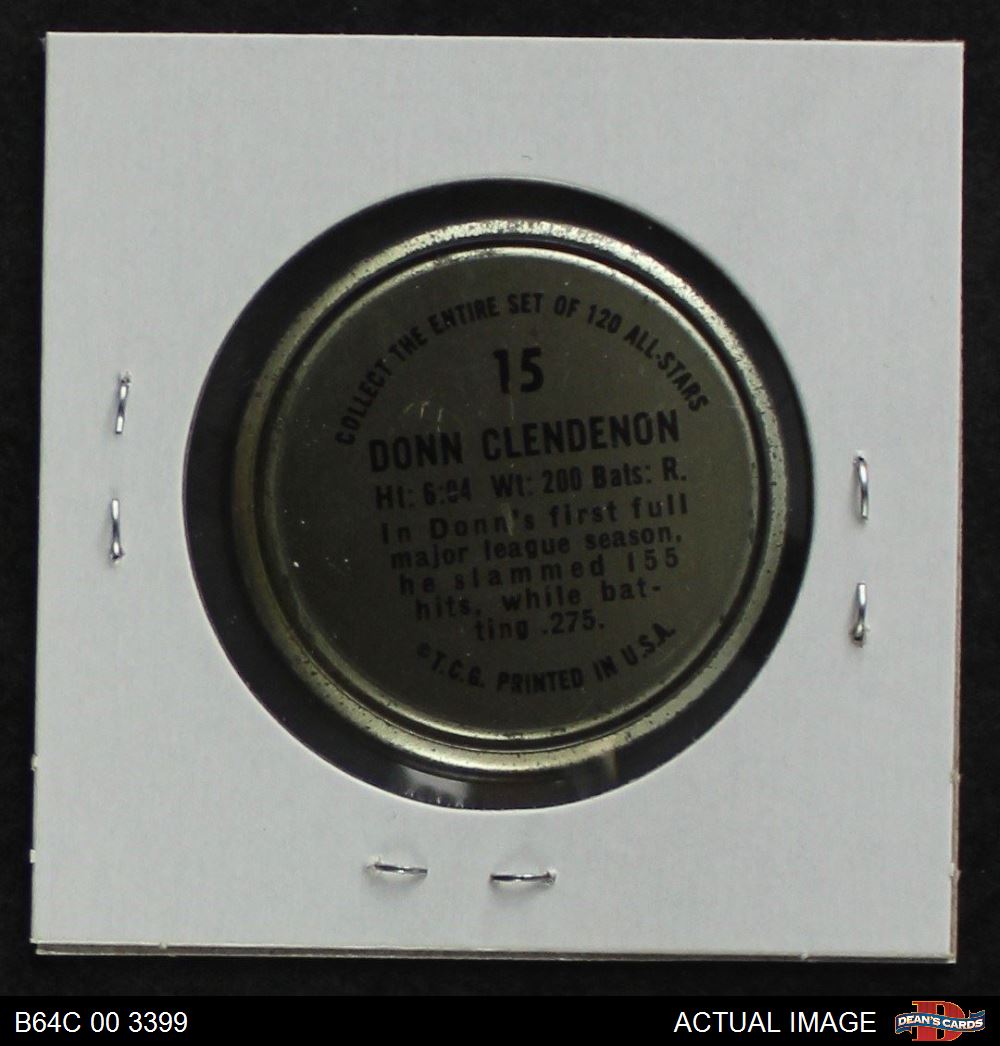 COLLECT THE ENTIRE SET OF 120 ALL-STARS
15
DONN CLENDENON
Ht: 6:04 Wt: 200 Bats: R.
In Donn's first full
major league season,
he slammed 155
hits, while bat-
ting .275.
©T.C.G. PRINTED IN U.S.A.
B64C 00 3399
ACTUAL IMAGE
DEAN'S CARDS